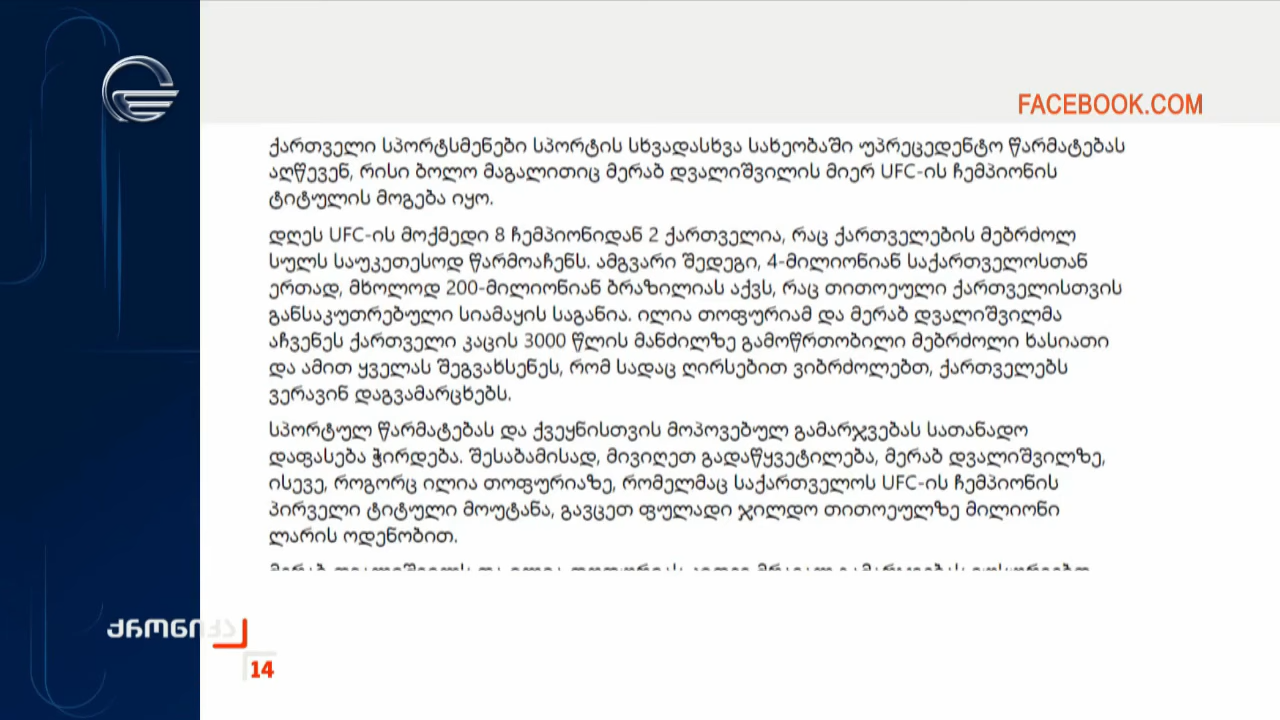 FACEBOOK.COM
ქართველი სპორტსმენები სპორტის სხვადასხვა სახეობაში უპრეცედენტო წარმატებას
აღწევენ, რისი ბოლო მაგალითიც მერაბ დვალიშვილის მიერ UFC-ის ჩემპიონის
ტიტულის მოგება იყო.
დღეს UFC-ის მოქმედი 8 ჩემპიონიდან 2 ქართველია, რაც ქართველების მებრძოლ
სულს საუკეთესოდ წარმოაჩენს. ამგვარი შედეგი, 4-მილიონიან საქართველოსთან
ერთად, მხოლოდ 200-მილიონიან ბრაზილიას აქვს, რაც თითოეული ქართველისთვის
განსაკუთრებული სიამაყის საგანია. ილია თოფურიამ და მერაბ დვალიშვილმა
აჩვენეს ქართველი კაცის 3000 წლის მანძილზე გამოწრთობილი მებრძოლი ხასიათი
და ამით ყველას შეგვახსენეს, რომ სადაც ღირსებით ვიბრძოლებთ, ქართველებს
ვერავინ დაგვამარცხებს.
სპორტულ წარმატებას და ქვეყნისთვის მოპოვებულ გამარჯვებას სათანადო
დაფასება ჭირდება. შესაბამისად, მივიღეთ გადაწყვეტილება, მერაბ დვალიშვილზე,
ისევე, როგორც ილია თოფურიაზე, რომელმაც საქართველოს UFC-ის ჩემპიონის
პირველი ტიტული მოუტანა, გავცეთ ფულადი ჯილდო თითოეულზე მილიონი
ლარის ოდენობით.
ქრონიკა
14